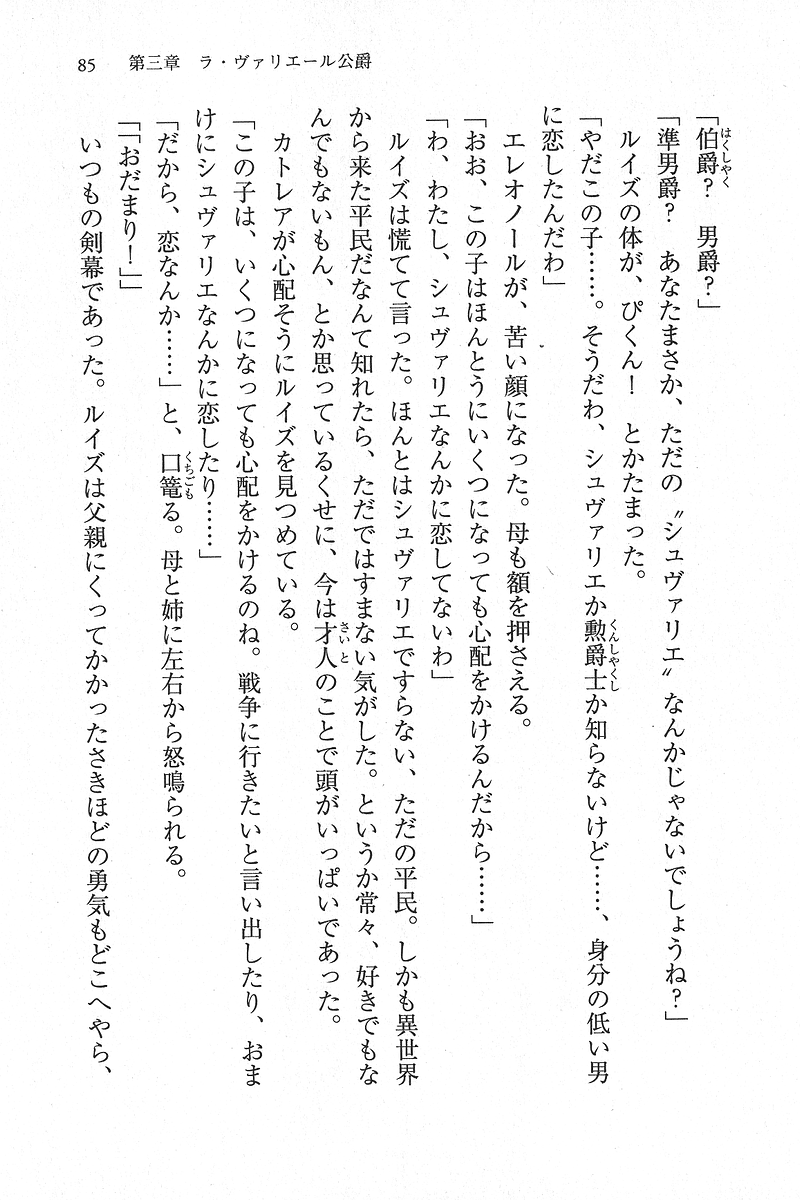 85　第三章　ラ・ヴァリエール公爵
「伯爵？　男爵？」
「準男爵？　あなたまさか、ただの〝シュヴァリエ〟なんかじゃないでしょうね？」
ルイズの体が、ぴくん！　とかたまった。
「やだこの子……。そうだわ、シュヴァリエか勲爵士か知らないけど……、身分の低い男
に恋したんだわ」
エレオノールが、苦い顔になった。母も額を押さえる。
「おお、この子はほんとうにいくつになっても心配をかけるんだから……」
「わ、わたし、シュヴァリエなんかに恋してないわ」
ルイズは慌てて言った。ほんとはシュヴァリエですらない、ただの平民。しかも異世界
から来た平民だなんて知れたら、ただではすまない気がした。というか常々、好きでもな
んでもないもん、とか思っているくせに、今は才人のことで頭がいっぱいであった。
カトレアが心配そうにルイズを見つめている。
「この子は、いくつになっても心配をかけるのね。戦争に行きたいと言い出したり、おま
けにシュヴァリエなんかに恋したり……」
「だから、恋なんか……」と、口篭る。母と姉に左右から怒鳴られる。
「「おだまり！」」
いつもの剣幕であった。ルイズは父親にくってかかったさきほどの勇気もどこへやら、
はくしゃく
くんしゃくし
さいと
くちごも